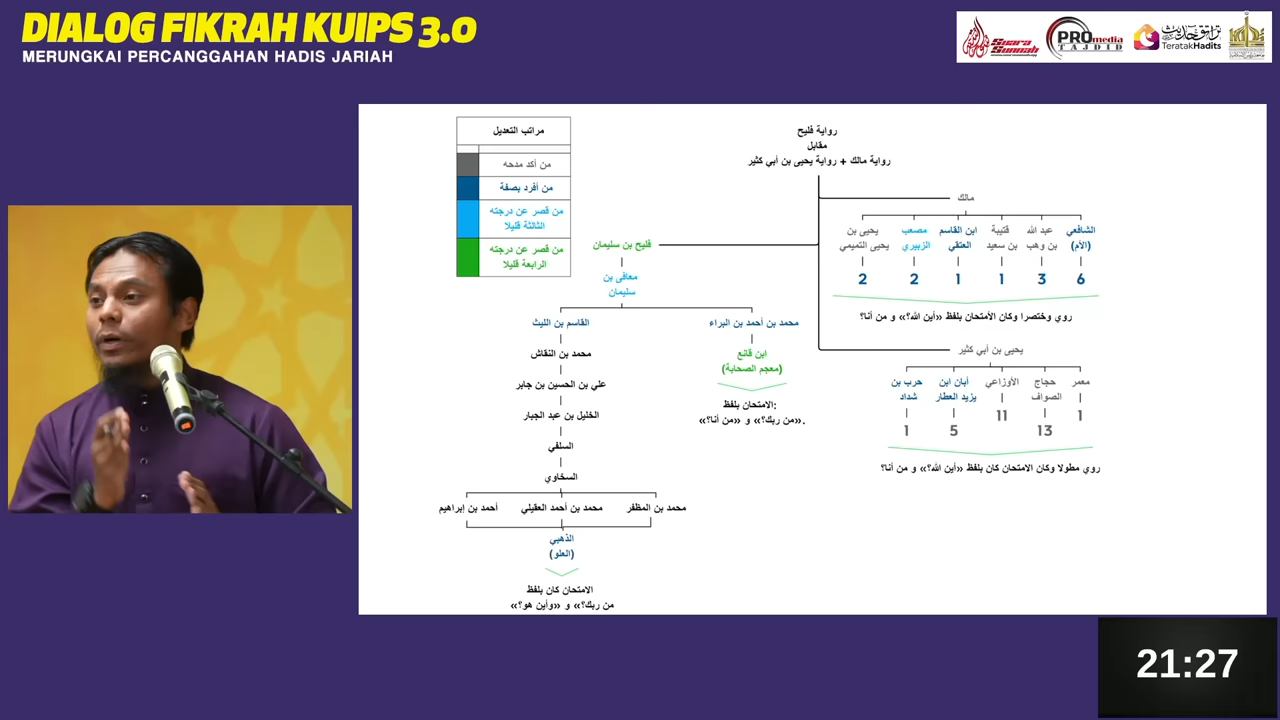 DIALOG FIKRAH KUIPS 3.0
MERUNGKAI PERCANGGAHAN HADIS JARIAH
Suara Sunnah
PROmedia
TAJDID
TeratakHadits
مراتب التعديل
من أكد مدحه
من أفرد بصفة
من قصر عن درجته
الثالثة قليلا
من قصر عن درجته
الرابعة قليلا
رواية فليح
مقابل
رواية مالك + رواية يحيى بن أبي كثير
مالك
الشافعي
(الأم)
6
عبد الله
بن وهب
3
قتيبة
بن سعيد
1
ابن القاسم
العتقي
1
مصعب
الزبيري
2
يحيى بن
يحيى التميمي
2
روي وختصرا وكان الأمتحان بلفظ «أين الله؟» و من أنا؟
يحيى بن أبي كثير
معمر
1
حجاج
الصواف
13
الأوزاعي
11
أبان ابن
يزيد العطار
5
حرب بن
شداد
1
روي مطولا وكان الامتحان كان بلفظ «أين الله؟» و من أنا؟
فليح بن سليمان
معافى بن
سليمان
محمد بن أحمد بن البراء
ابن قانع
(معجم الصحابة)
الامتحان بلفظ:
«من ربك؟» و «من أنا؟».
القاسم بن الليث
محمد بن النقاش
علي بن الحسين بن جابر
الخليل بن عبد الجبار
السلفي
السخاوي
محمد بن المظفر
محمد بن أحمد العقيلي
أحمد بن إبراهيم
الذهبي
(العلو)
الامتحان كان بلفظ
من ربك؟» و «وأين هو؟»
21:27